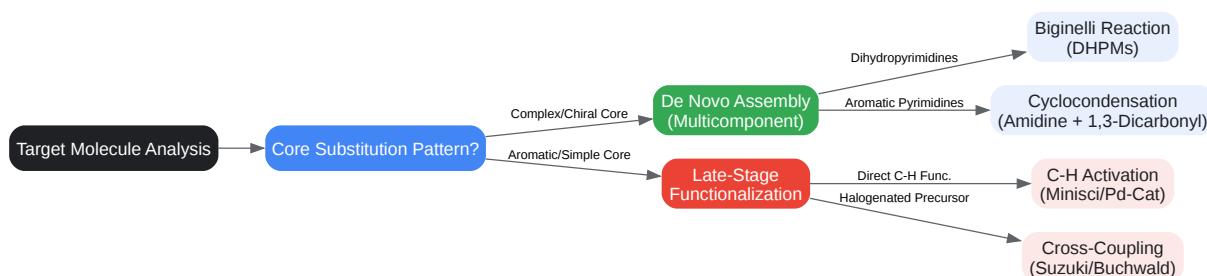 Target Molecule Analysis
Core Substitution Pattern?
Complex/Chiral Core
Aromatic/Simple Core
De Novo Assembly
(Multicomponent)
Late-Stage
Functionalization
Dihydropyrimidines
Aromatic Pyrimidines
Direct C-H Func.
Halogenated Precursor
Biginelli Reaction
(DHPMs)
Cyclocondensation
(Amidine + 1,3-Dicarbonyl)
C-H Activation
(Minisci/Pd-Cat)
Cross-Coupling
(Suzuki/Buchwald)